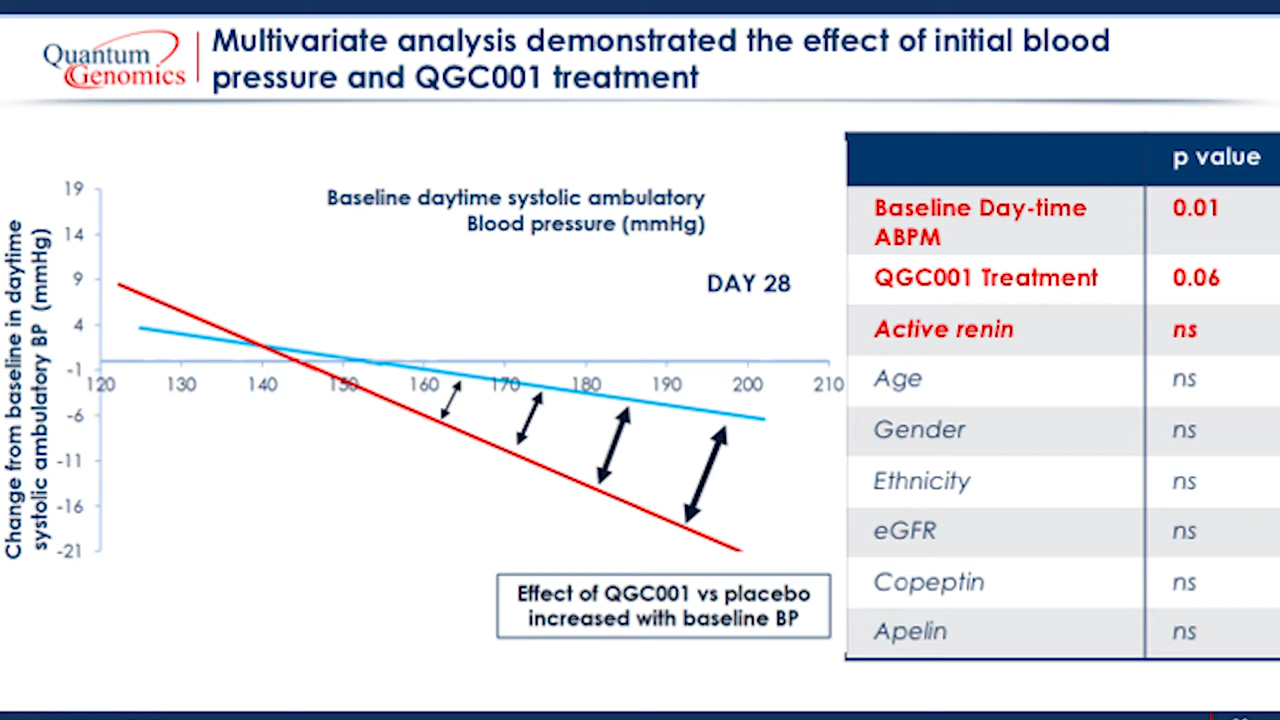 Quantum
Genomics
Multivariate analysis demonstrated the effect of initial blood
pressure and QGC001 treatment
Change from baseline in daytime
systolic ambulatory BP (mmHg)
19
14
9
4
-1
-6
-11
-16
-21
Baseline daytime systolic ambulatory
Blood pressure (mmHg)
DAY 28
120 130 140 150 160 170 180 190 200 210
Effect of QGC001 vs placebo
increased with baseline BP
p value
Baseline Day-time 0.01
ABPM
QGC001 Treatment 0.06
Active renin ns
Age ns
Gender ns
Ethnicity ns
eGFR ns
Copeptin ns
Apelin ns